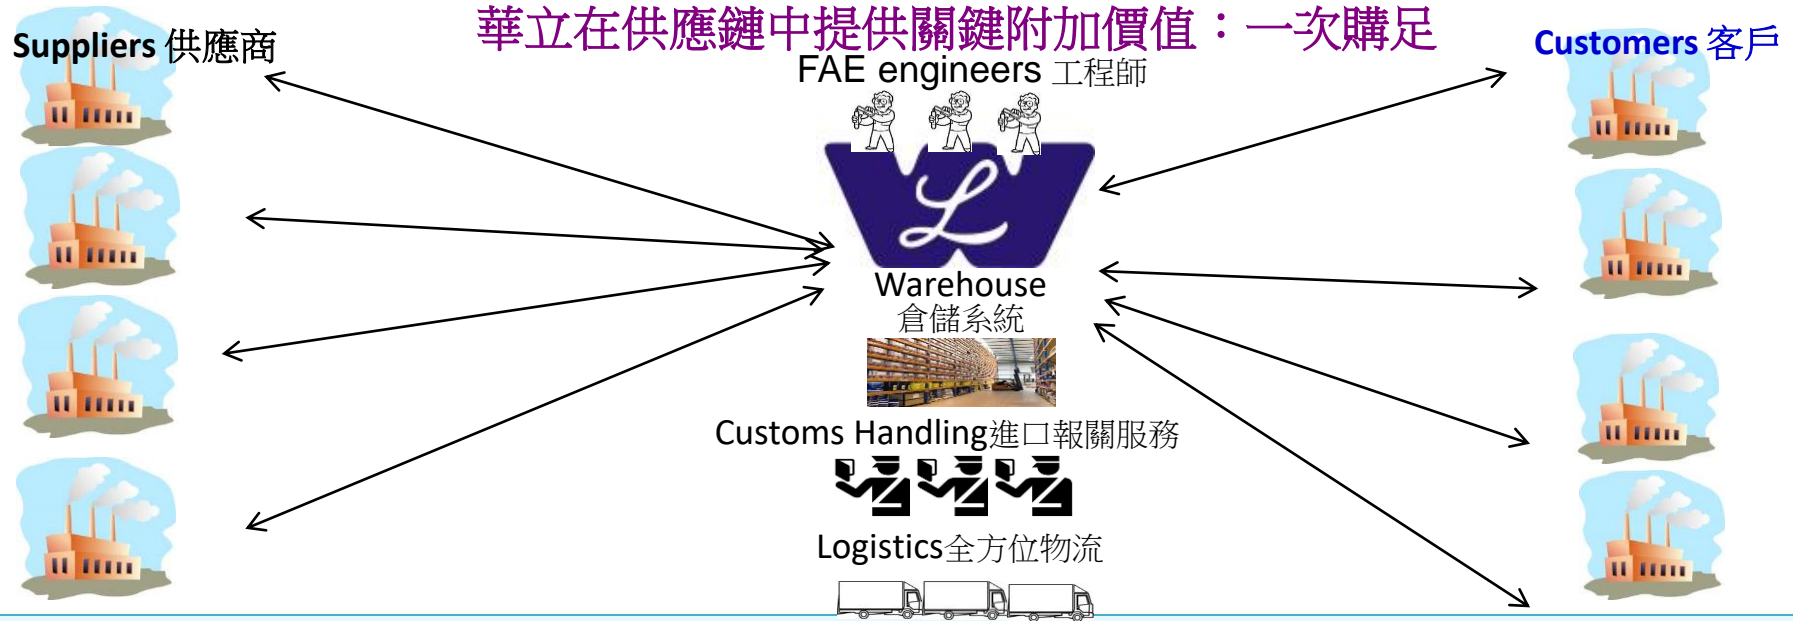 華立在供應鏈中提供關鍵附加價值：一次購足
Suppliers 供應商
Customers 客戶
FAE engineers 工程師
L
Warehouse
倉儲系統
Customs Handling進口報關服務
Logistics全方位物流